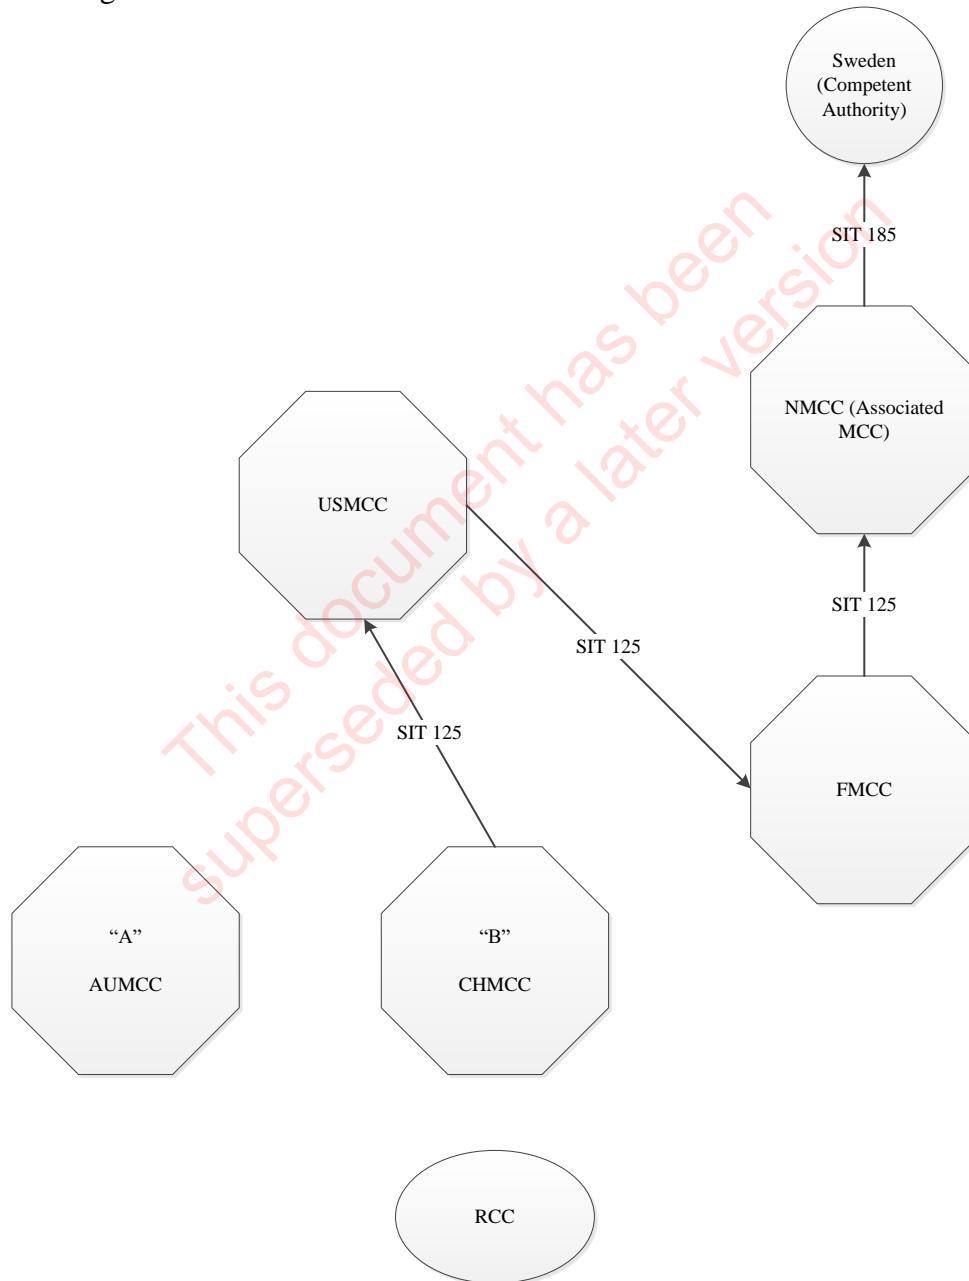 Sweden
(Competent
Authority)
SIT 185
NMCC (Associated
MCC)
USMCC
SIT 125
SIT 125
SIT 125
FMCC
“A”
AUMCC
“B”
CHMCC
RCC
This document has been
superseded by a later version